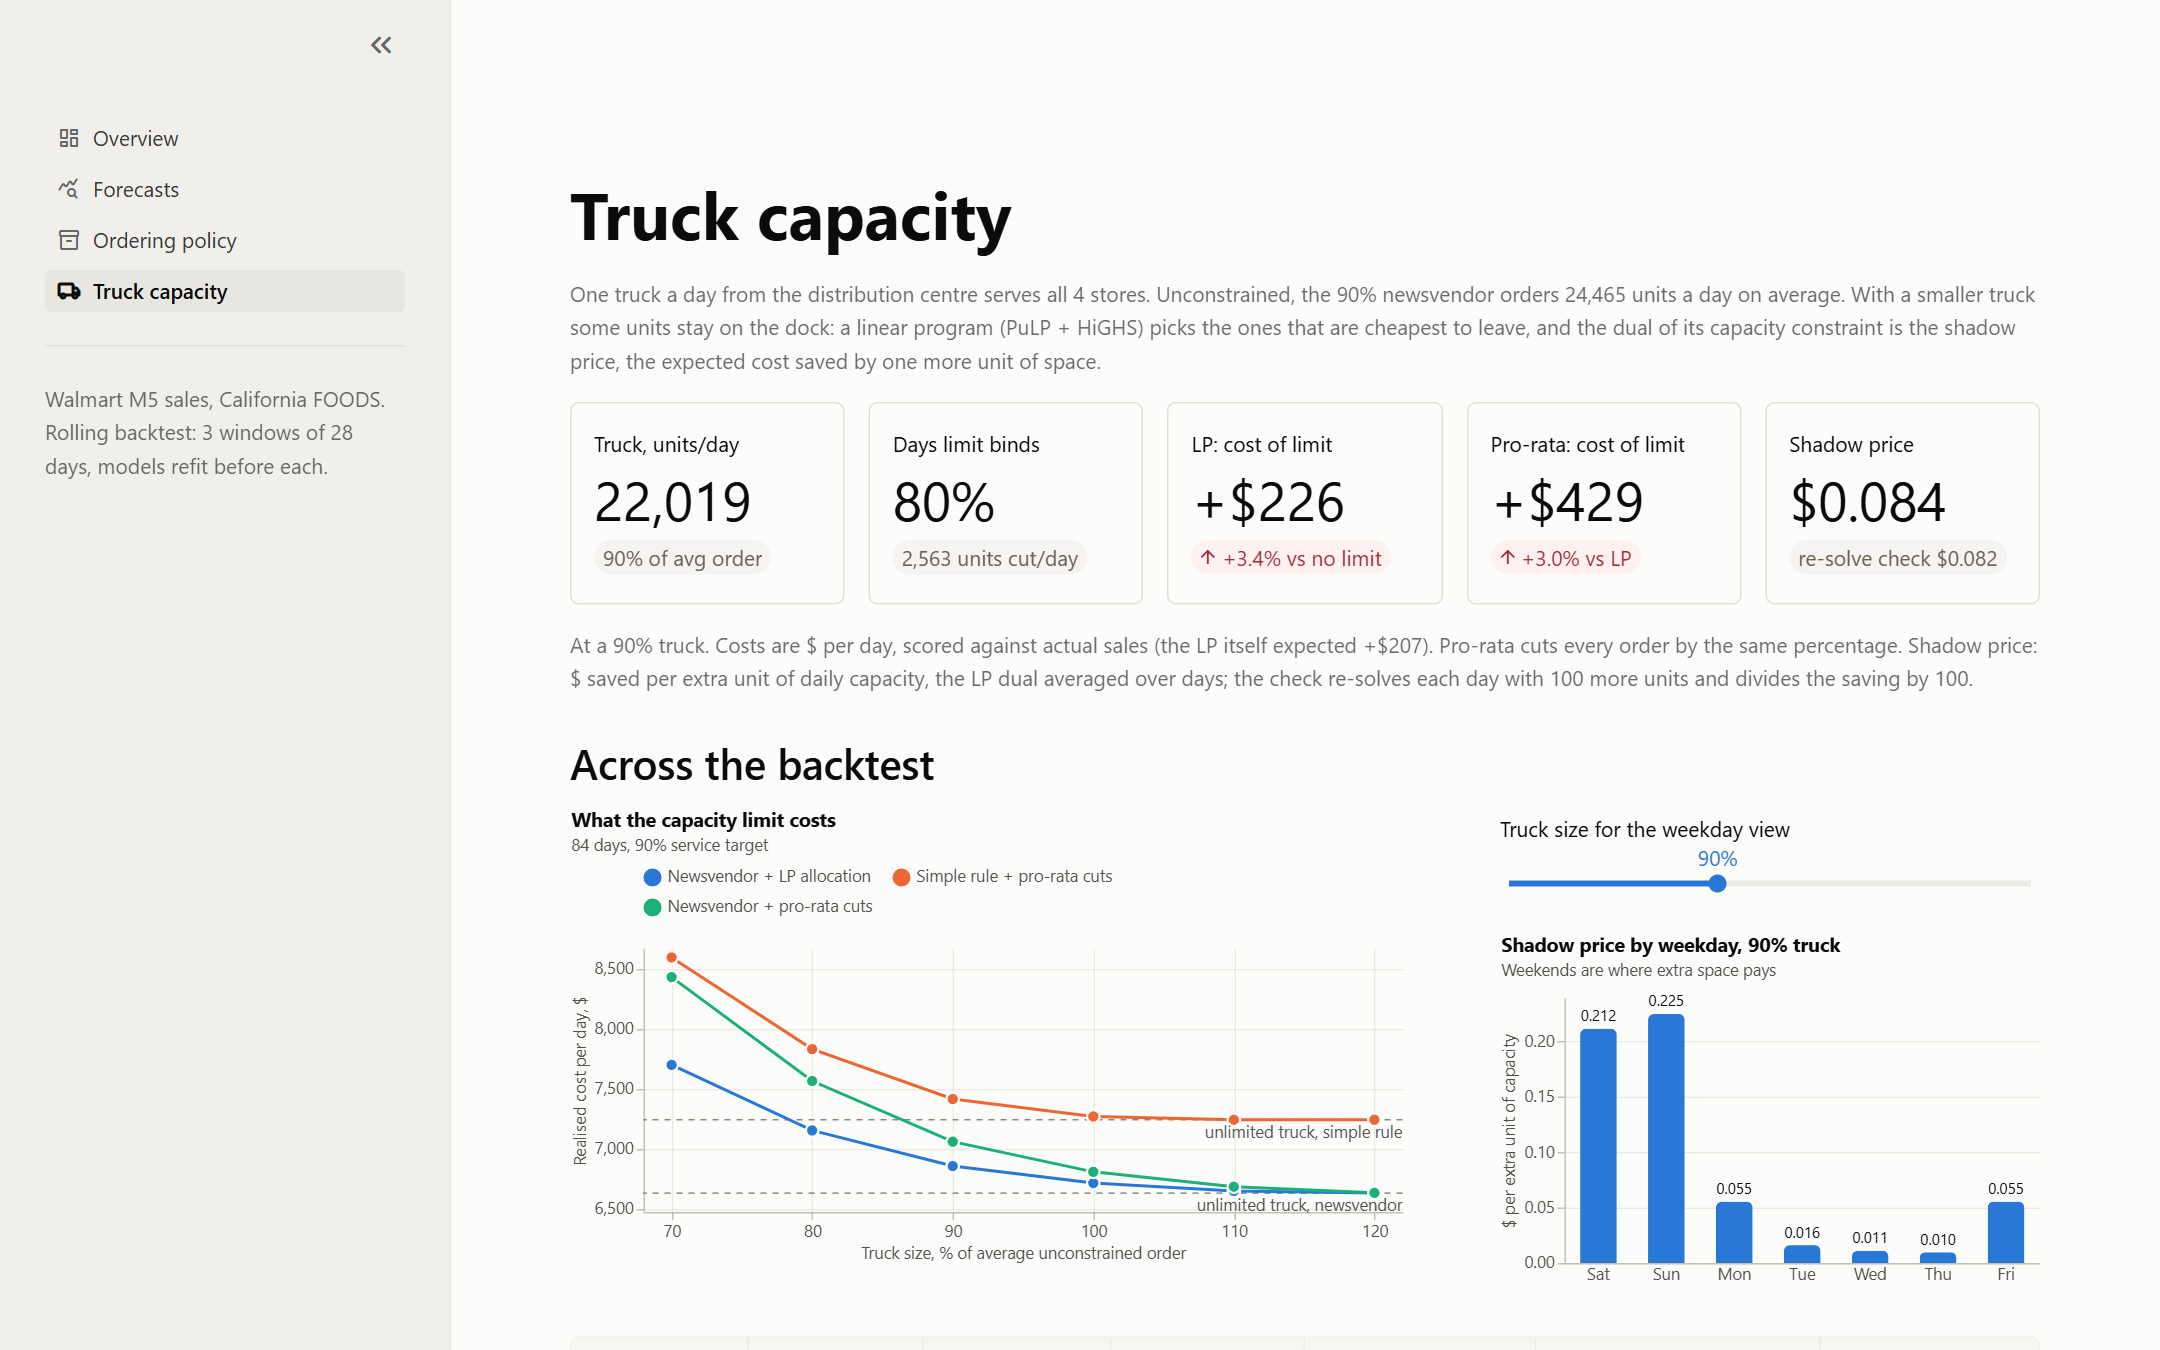 Overview
Forecasts
Ordering policy
Truck capacity
Walmart M5 sales, California FOODS.
Rolling backtest: 3 windows of 28
days, models refit before each.
Truck capacity
One truck a day from the distribution centre serves all 4 stores. Unconstrained, the 90% newsvendor orders 24,465 units a day on average. With a smaller truck
some units stay on the dock: a linear program (PuLP + HiGHS) picks the ones that are cheapest to leave, and the dual of its capacity constraint is the shadow
price, the expected cost saved by one more unit of space.
Truck, units/day
22,019
90% of avg order
Days limit binds
80%
2,563 units cut/day
LP: cost of limit
+$226
↑ +3.4% vs no limit
Pro-rata: cost of limit
+$429
↑ +3.0% vs LP
Shadow price
$0.084
re-solve check $0.082
At a 90% truck. Costs are $ per day, scored against actual sales (the LP itself expected +$207). Pro-rata cuts every order by the same percentage. Shadow price:
$ saved per extra unit of daily capacity, the LP dual averaged over days; the check re-solves each day with 100 more units and divides the saving by 100.
Across the backtest
What the capacity limit costs
84 days, 90% service target
Newsvendor + LP allocation
Simple rule + pro-rata cuts
Newsvendor + pro-rata cuts
Realised cost per day, $
8,500
8,000
7,500
7,000
6,500
unlimited truck, simple rule
unlimited truck, newsvendor
70 80 90 100 110 120
Truck size, % of average unconstrained order
Truck size for the weekday view
90%
Shadow price by weekday, 90% truck
Weekends are where extra space pays
$ per extra unit of capacity
0.20
0.15
0.10
0.05
0.00
0.212
0.225
0.055
0.016
0.011
0.010
0.055
Sat Sun Mon Tue Wed Thu Fri